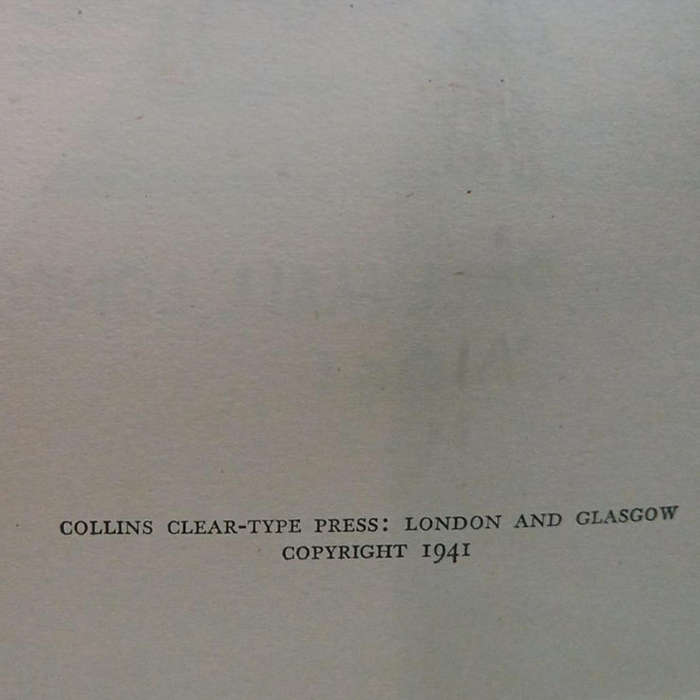 COLLINS CLEAR-TYPE PRESS: LONDON AND GLASGOW
COPYRIGHT 1941